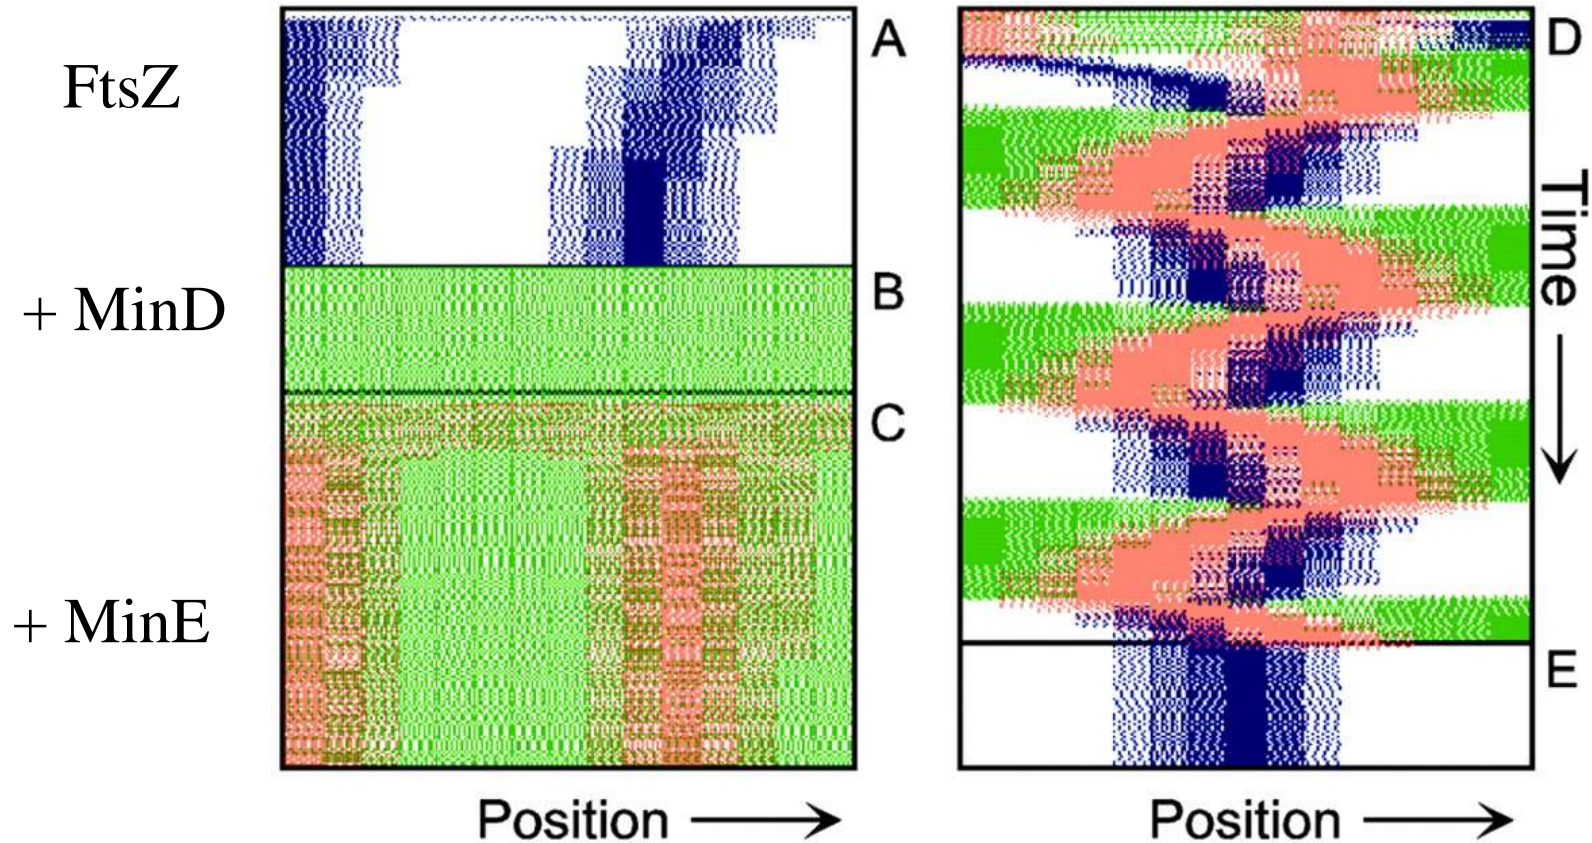 FtsZ
+ MinD
+ MinE
A
B
C
D
E
Time
Position
Position